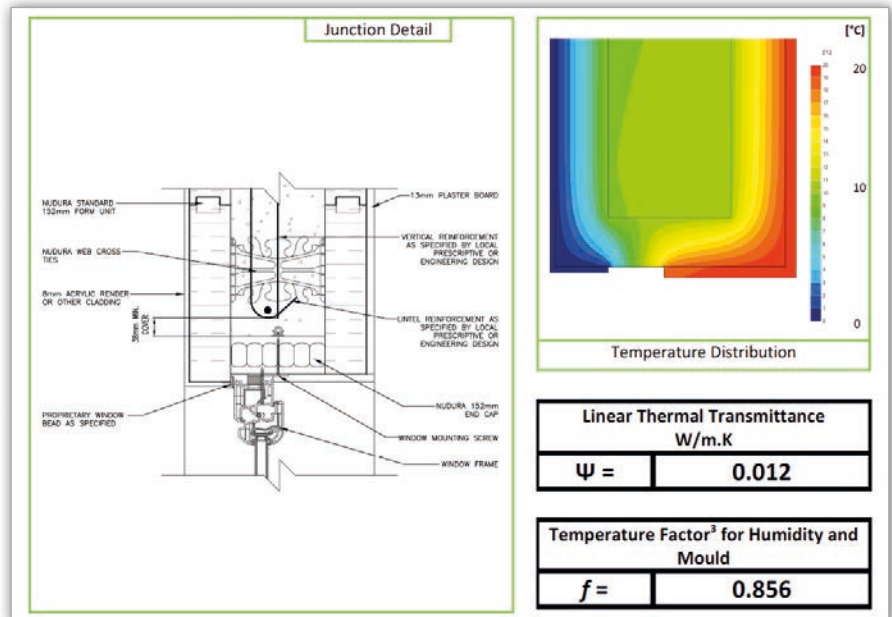 Junction Detail
NUDURA STANDARD
152mm FORM UNIT
NUDURA WEB CROSS
TIES
6mm ACRYLIC RENDER
OR OTHER CLADDING
38mm MIN.
COVER
PROPRIETARY WINDOW
BEAD AS SPECIFIED
13mm PLASTER BOARD
VERTICAL REINFORCEMENT
AS SPECIFIED BY LOCAL
PRESCRIPTIVE OR
ENGINEERING DESIGN
LINTEL REINFORCEMENT AS
SPECIFIED BY LOCAL
PRESCRIPTIVE OR
ENGINEERING DESIGN
NUDURA 152mm
END CAP
WINDOW MOUNTING SCREW
WINDOW FRAME
[°C]
20
10
0
Temperature Distribution
Linear Thermal Transmittance
W/m.K
Ψ = 0.012
Temperature Factor³ for Humidity and
Mould
f = 0.856